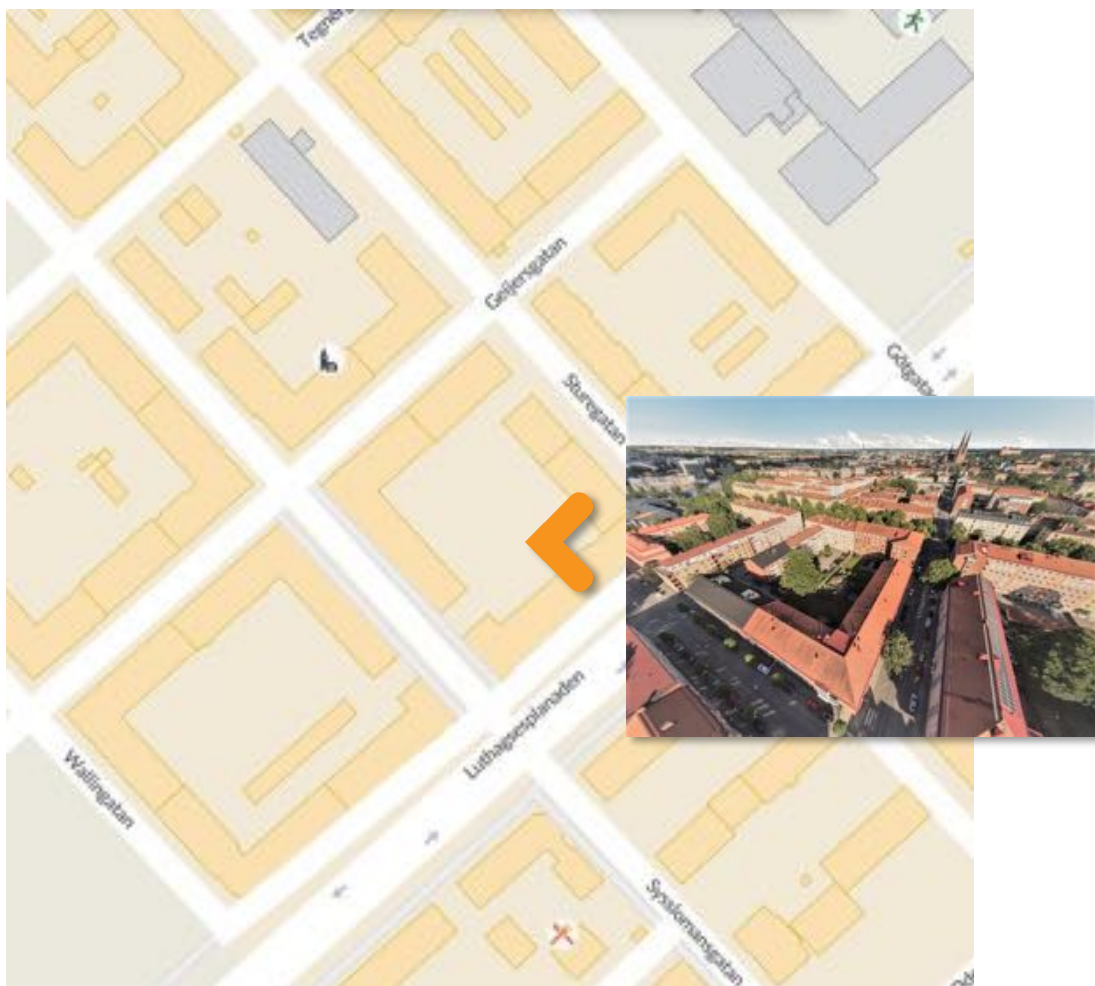 Geijersgatan
Sturegatan
Luthagsesplanaden
Wallingatan
Sysslomansgatan